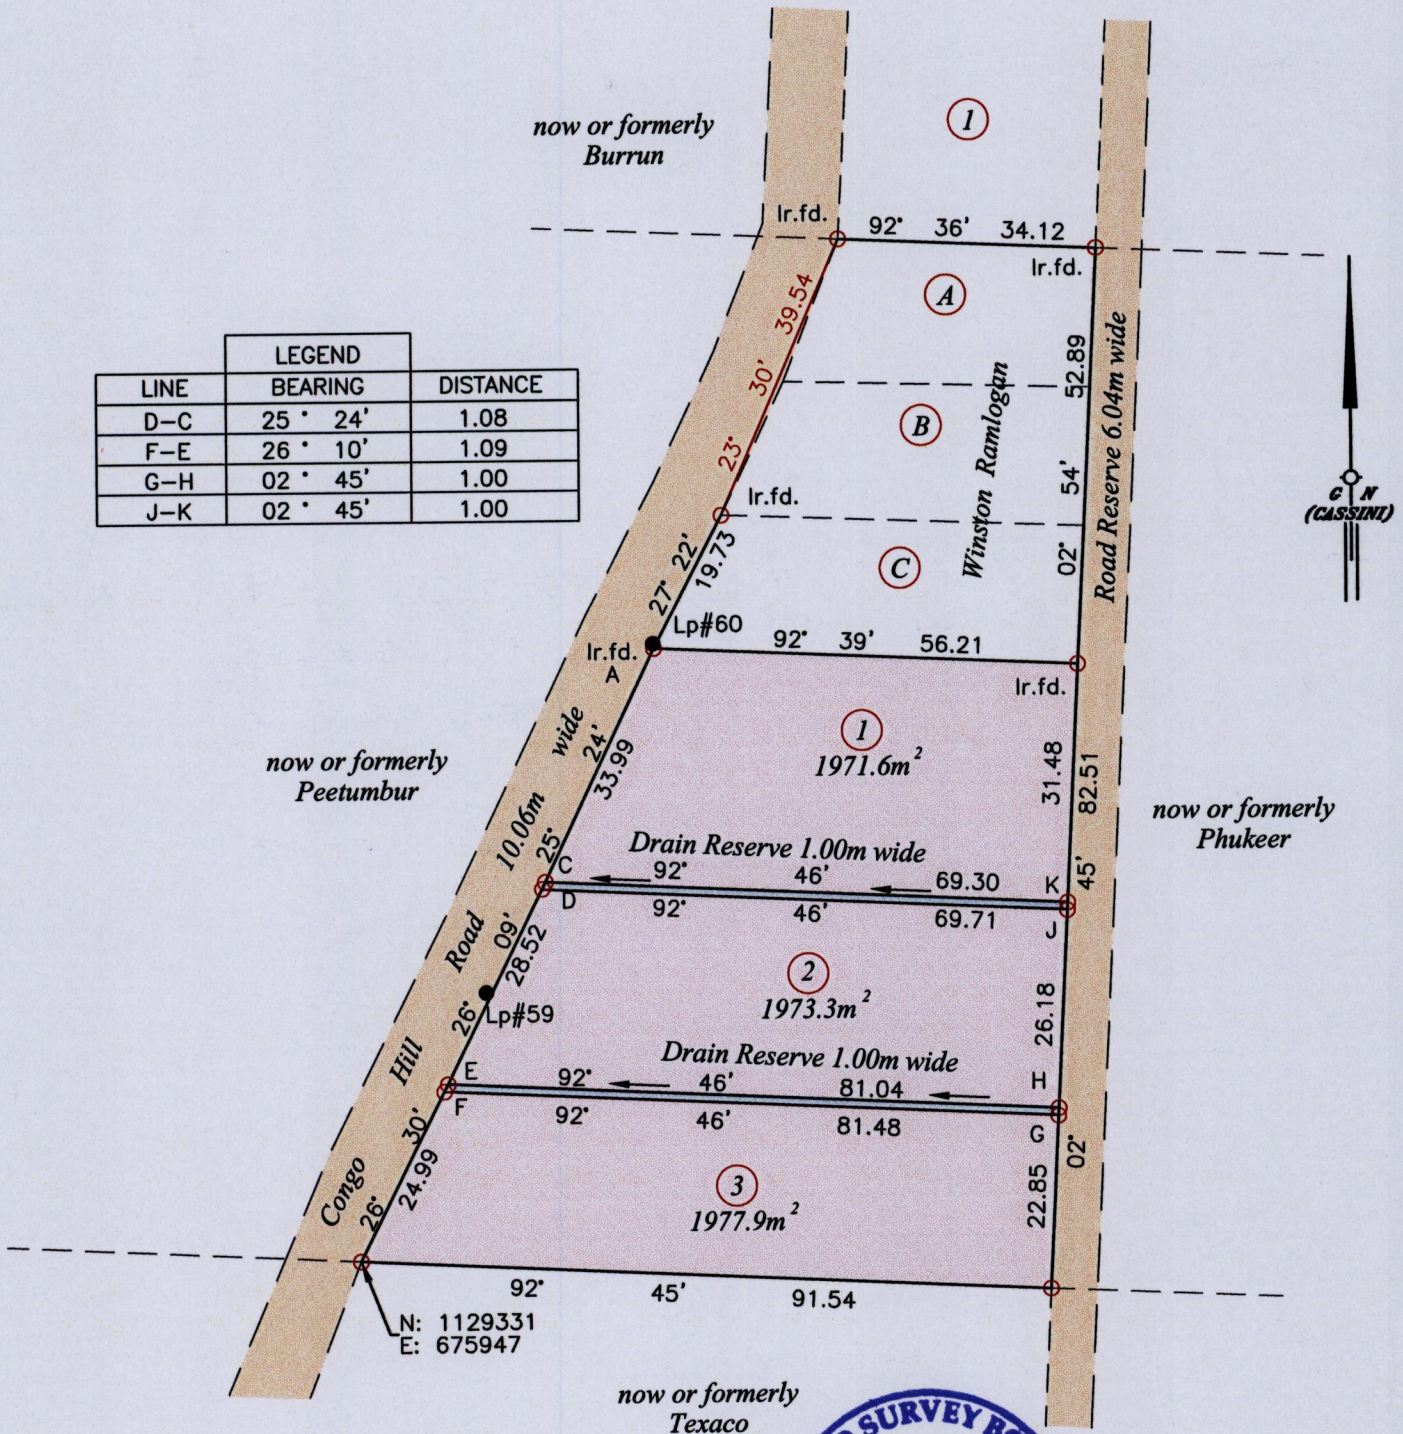 1
now or formerly
Burrun
Ir.fd.
92° 36' 34.12
Ir.fd.
A
23° 30' 39.54
02° 54' 52.89
Road Reserve 6.04m wide
LEGEND
LINE BEARING DISTANCE
D-C 25° 24' 1.08
F-E 26° 10' 1.09
G-H 02° 45' 1.00
J-K 02° 45' 1.00
B
Winston Ramlogan
G N
(CASSINI)
Ir.fd.
C
27° 22'
19.73
Lp#60
92° 39' 56.21
Ir.fd.
A
Ir.fd.
1
1971.6m²
now or formerly
Peetumbur
Congo Hill Road 10.06m wide
25° 24'
33.99
31.48
02° 45' 82.51
now or formerly
Phukeer
Drain Reserve 1.00m wide
C 92° 46' 69.30 K
D 92° 46' 69.71 J
26° 09'
28.52
2
1973.3m²
Lp#59
26.18
Drain Reserve 1.00m wide
E 92° 46' 81.04 H
F 92° 46' 81.48 G
26° 30'
24.99
3
1977.9m²
22.85
92° 45' 91.54
N: 1129331
E: 675947
now or formerly
Texaco
SURVEY